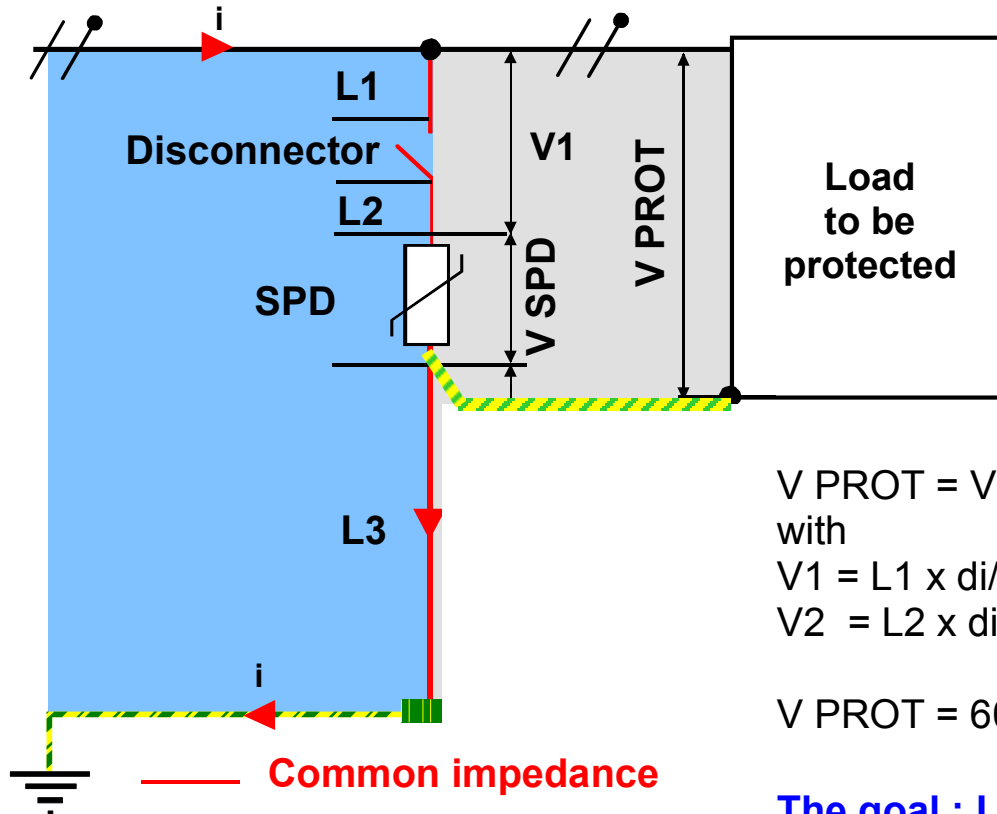 i
L1
Disconnector
V1
V PROT
Load
to be
protected
L2
SPD
V SPD
L3
V PROT = V
with
V1 = L1 x di/
V2 = L2 x di
i
V PROT = 6
Common impedance
The goal :